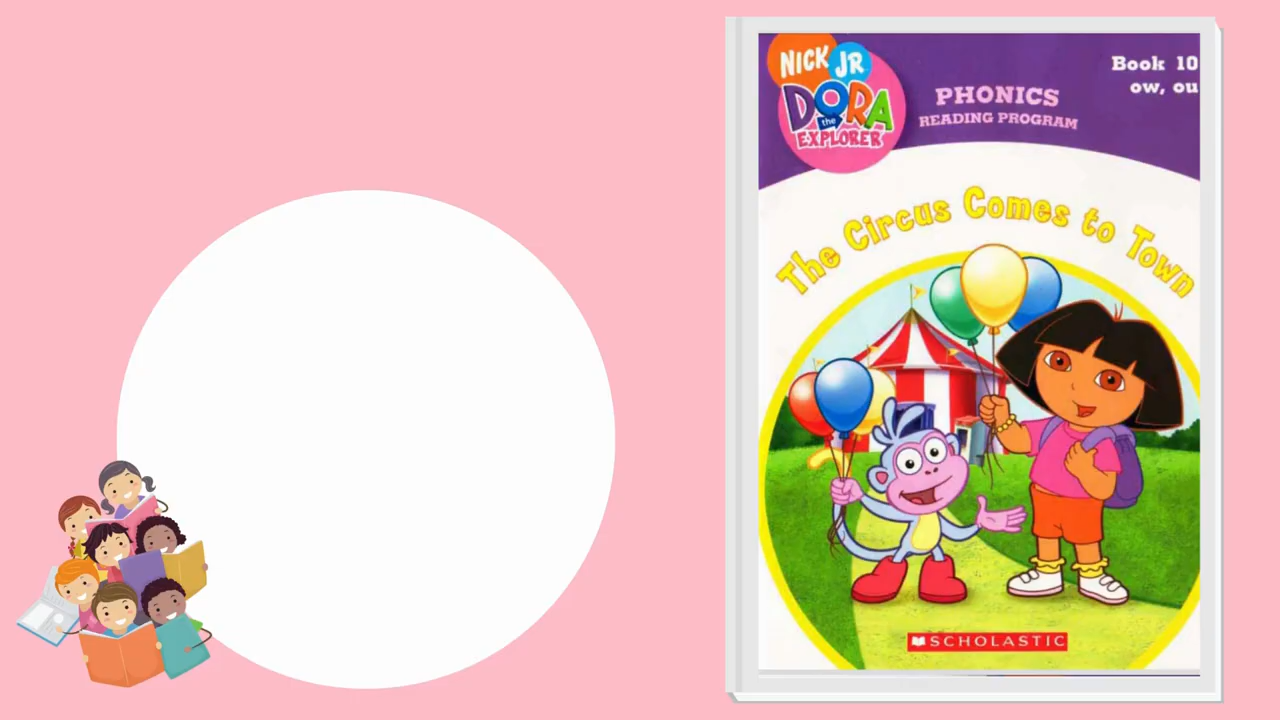 NICK JR
DORA
the
EXPLORER
PHONICS
READING PROGRAM
Book 10
ow, ou
The Circus Comes to Town
SCHOLASTIC